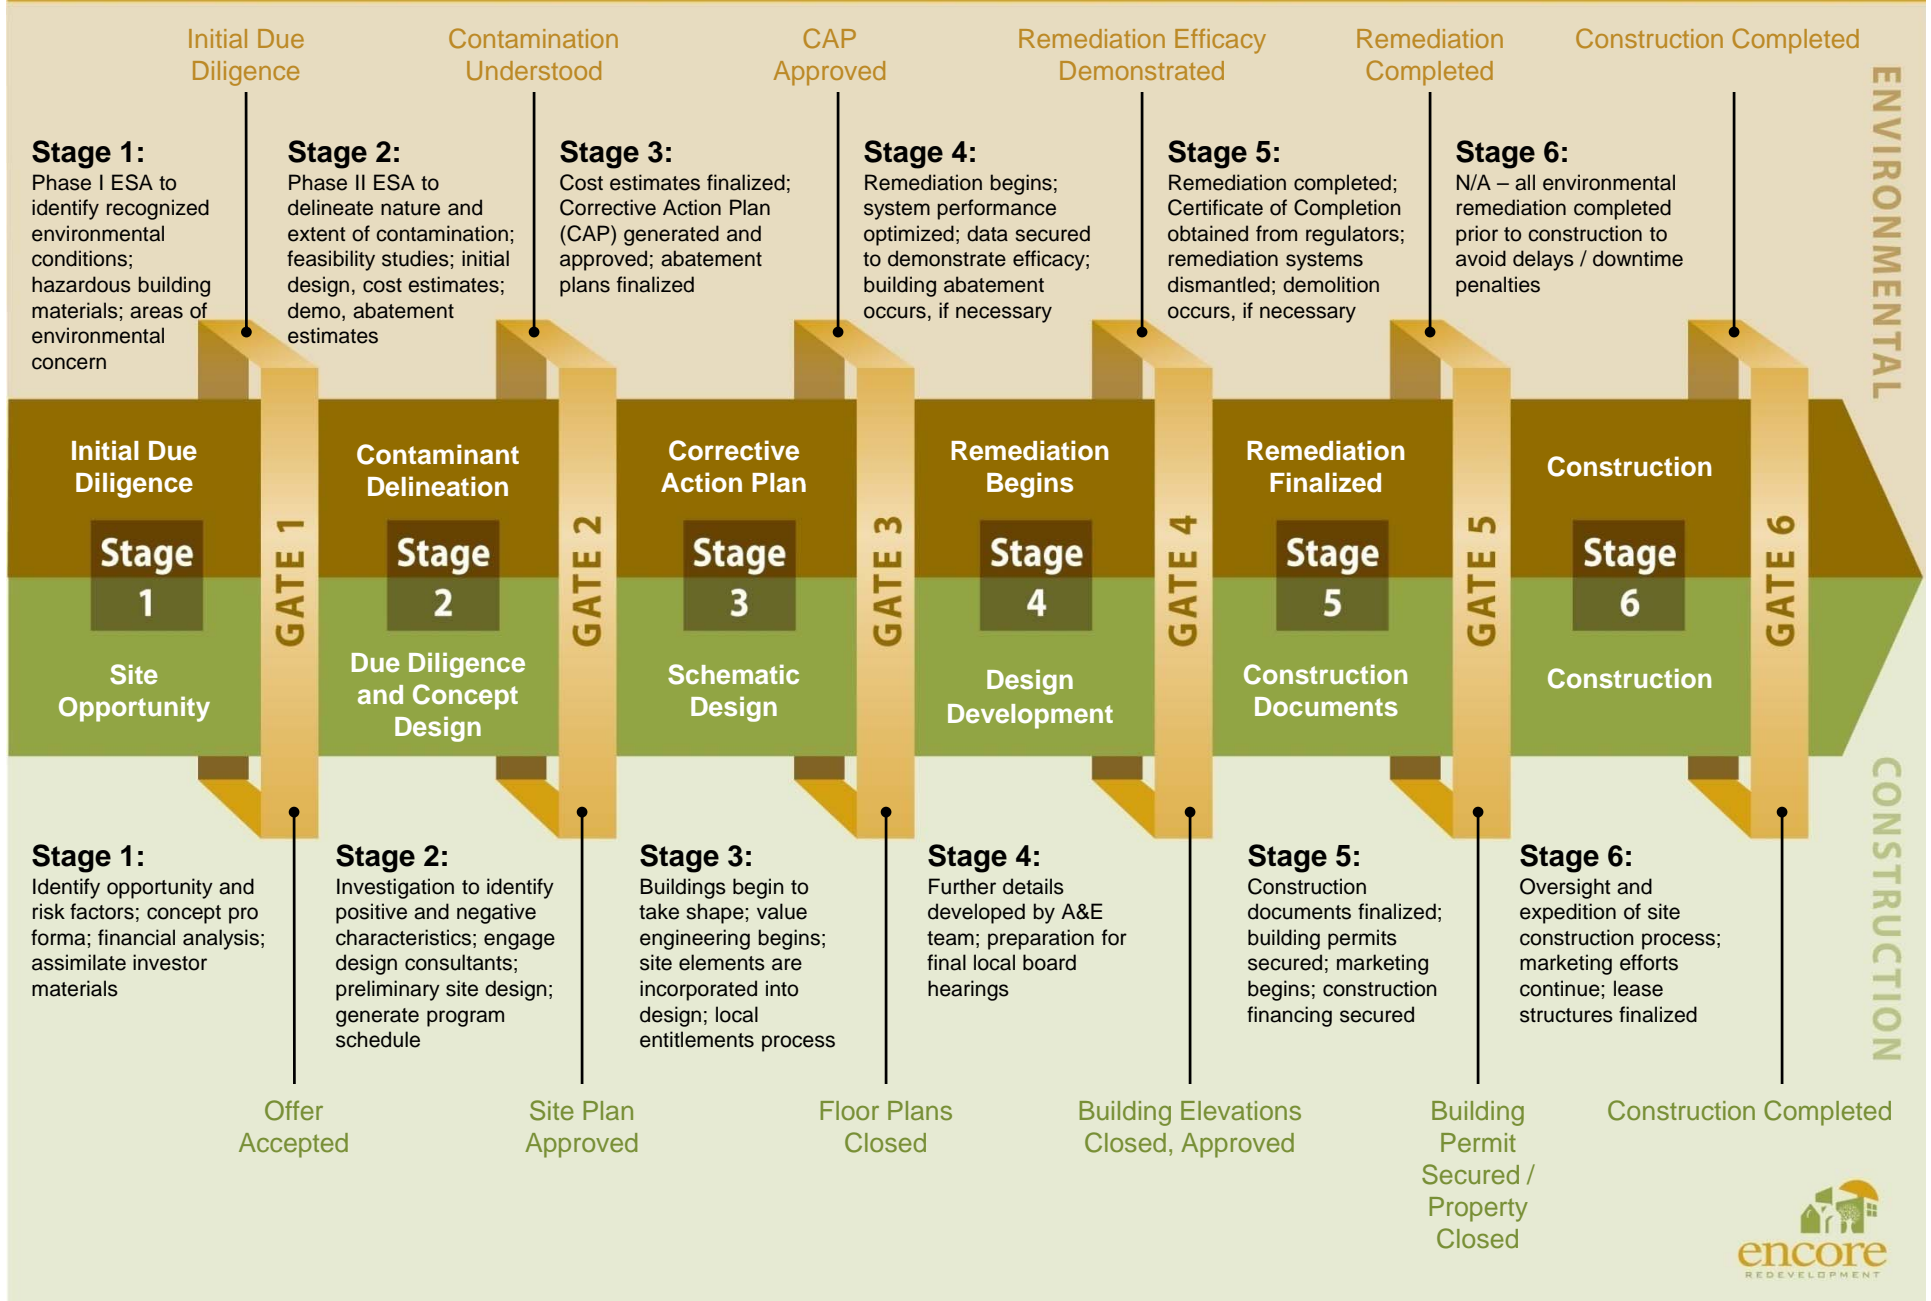 Initial Due
Diligence
Contamination
Understood
CAP
Approved
Remediation Efficacy
Demonstrated
Remediation
Completed
Construction Completed
ENVIRONMENTAL
Stage 1:
Phase I ESA to
identify recognized
environmental
conditions;
hazardous building
materials; areas of
environmental
concern
Stage 2:
Phase II ESA to
delineate nature and
extent of contamination;
feasibility studies; initial
design, cost estimates;
demo, abatement
estimates
Stage 3:
Cost estimates finalized;
Corrective Action Plan
(CAP) generated and
approved; abatement
plans finalized
Stage 4:
Remediation begins;
system performance
optimized; data secured
to demonstrate efficacy;
building abatement
occurs, if necessary
Stage 5:
Remediation completed;
Certificate of Completion
obtained from regulators;
remediation systems
dismantled; demolition
occurs, if necessary
Stage 6:
N/A – all environmental
remediation completed
prior to construction to
avoid delays / downtime
penalties
Initial Due
Diligence
Stage
1
Site
Opportunity
GATE 1
Contaminant
Delineation
Stage
2
Due Diligence
and Concept
Design
GATE 2
Corrective
Action Plan
Stage
3
Schematic
Design
GATE 3
Remediation
Begins
Stage
4
Design
Development
GATE 4
Remediation
Finalized
Stage
5
Construction
Documents
GATE 5
Construction
Stage
6
Construction
GATE 6
CONSTRUCTION
Stage 1:
Identify opportunity and
risk factors; concept pro
forma; financial analysis;
assimilate investor
materials
Stage 2:
Investigation to identify
positive and negative
characteristics; engage
design consultants;
preliminary site design;
generate program
schedule
Stage 3:
Buildings begin to
take shape; value
engineering begins;
site elements are
incorporated into
design; local
entitlements process
Stage 4:
Further details
developed by A&E
team; preparation for
final local board
hearings
Stage 5:
Construction
documents finalized;
building permits
secured; marketing
begins; construction
financing secured
Stage 6:
Oversight and
expedition of site
construction process;
marketing efforts
continue; lease
structures finalized
Offer
Accepted
Site Plan
Approved
Floor Plans
Closed
Building Elevations
Closed, Approved
Building
Permit
Secured /
Property
Closed
Construction Completed
encore
REDEVELOPMENT